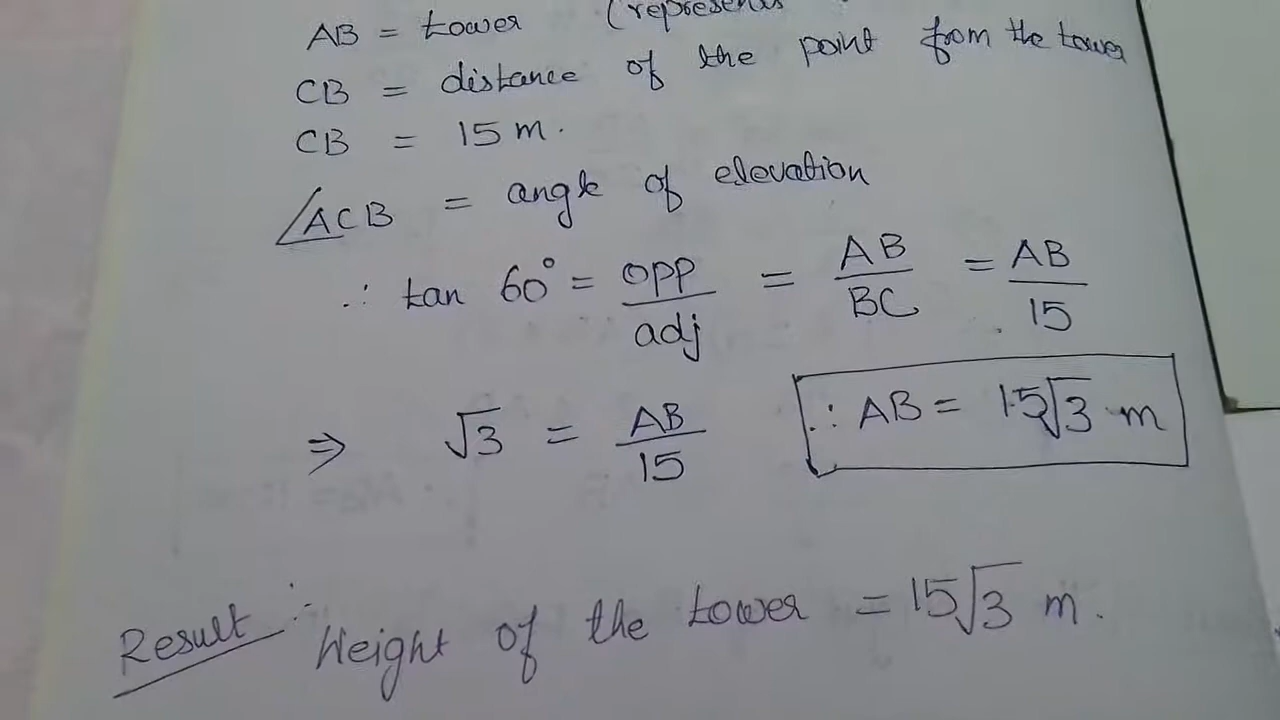 AB = tower (represents
CB = distance of the point from the tower
CB = 15 m.
∠ACB = angle of elevation
∴ tan 60° = opp/adj = AB/BC = AB/15
⇒ √3 = AB/15 ∴ AB = 15√3 m
Result :- Height of the tower = 15√3 m.